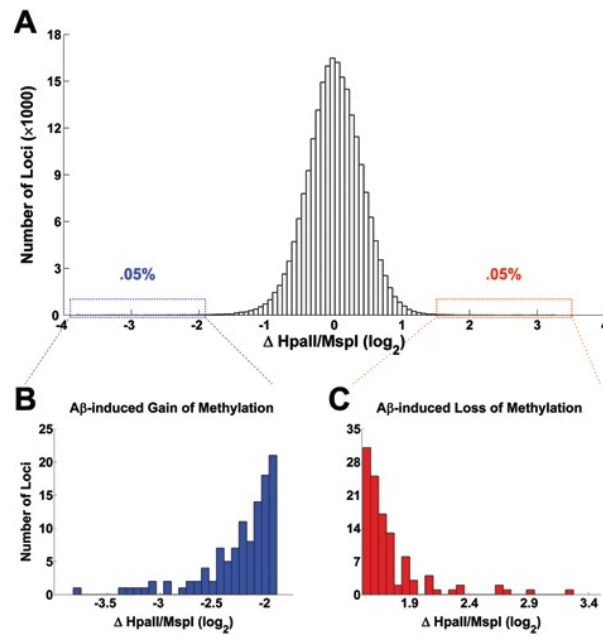 A
18
15
12
9
6
3
0
Number of Loci (×1000)
.05%
.05%
-4 -3 -2 -1 0 1 2 3 4
Δ HpaII/MspI (log2)
B
Aβ-induced Gain of Methylation
25
20
15
10
5
0
Number of Loci
-3.5 -3 -2.5 -2
Δ HpaII/MspI (log2)
C
Aβ-induced Loss of Methylation
35
28
21
14
7
0
1.9 2.4 2.9 3.4
Δ HpaII/MspI (log2)